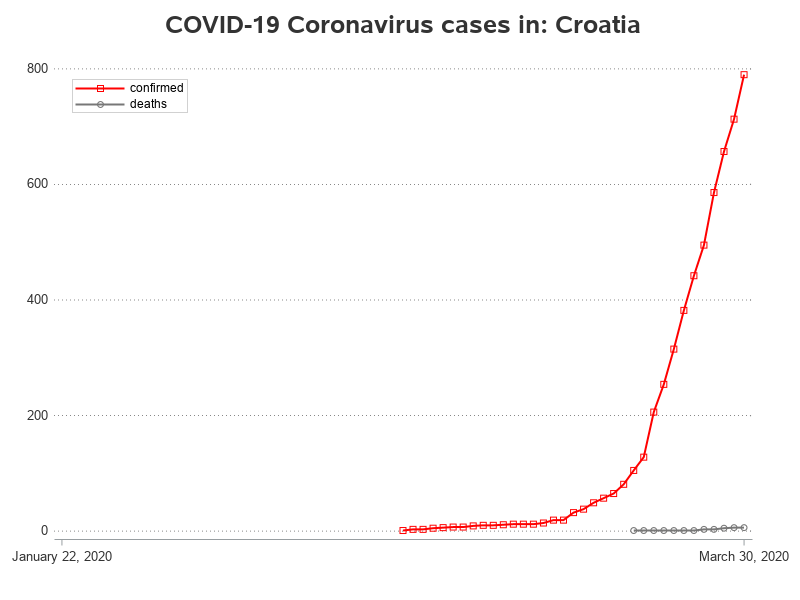 COVID-19 Coronavirus cases in: Croatia
confirmed
deaths
800
600
400
200
0
January 22, 2020
March 30, 2020